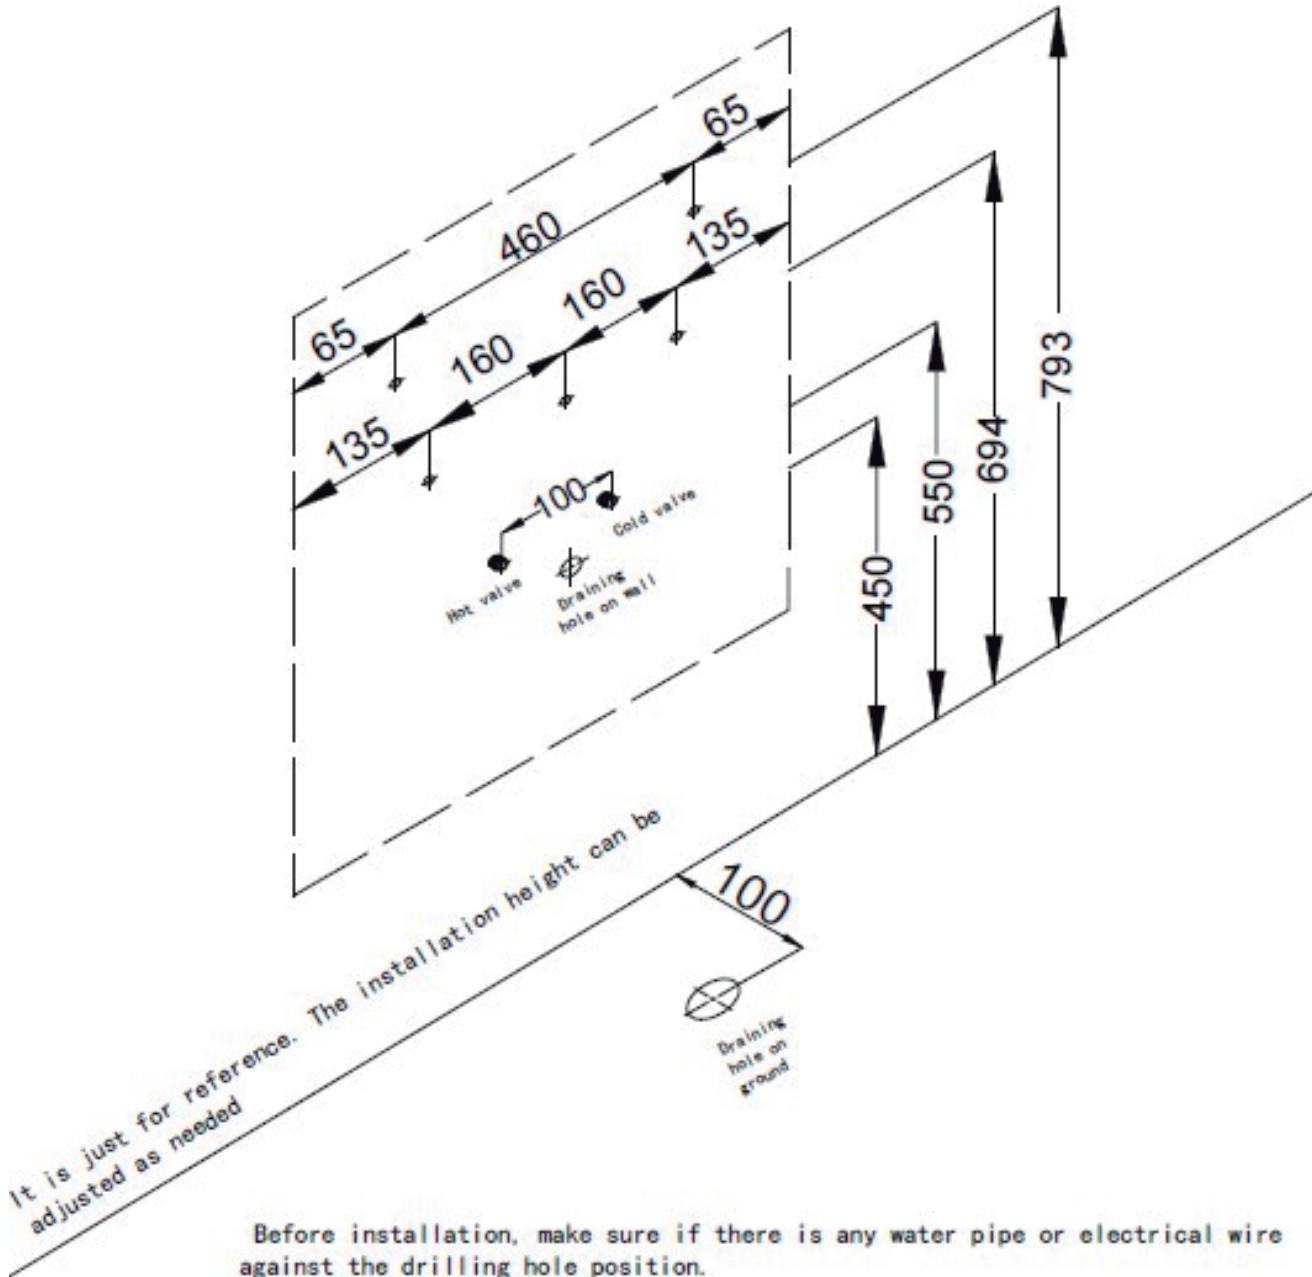 65
460
135
65
160
160
135
793
694
550
450
100
Cold valve
Hot valve
Draining
hole on wall
It is just for reference. The installation height can be
adjusted as needed
100
Draining
hole on
ground
Before installation, make sure if there is any water pipe or electrical wire
against the drilling hole position.